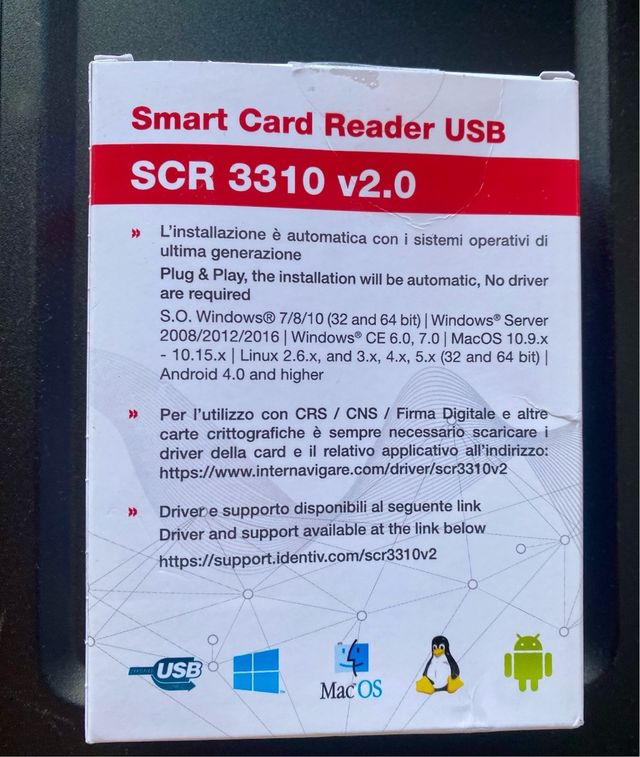 Smart Card Reader USB
SCR 3310 v2.0
» L'installazione è automatica con i sistemi operativi di
ultima generazione
Plug & Play, the installation will be automatic, No driver
are required
S.O. Windows® 7/8/10 (32 and 64 bit) | Windows® Server
2008/2012/2016 | Windows® CE 6.0, 7.0 | MacOS 10.9.x
- 10.15.x | Linux 2.6.x, and 3.x, 4.x, 5.x (32 and 64 bit) |
Android 4.0 and higher
» Per l'utilizzo con CRS / CNS / Firma Digitale e altre
carte crittografiche è sempre necessario scaricare i
driver della card e il relativo applicativo all'indirizzo:
https://www.internavigare.com/driver/scr3310v2
» Driver e supporto disponibili al seguente link
Driver and support available at the link below
https://support.identiv.com/scr3310v2
USB
Mac OS